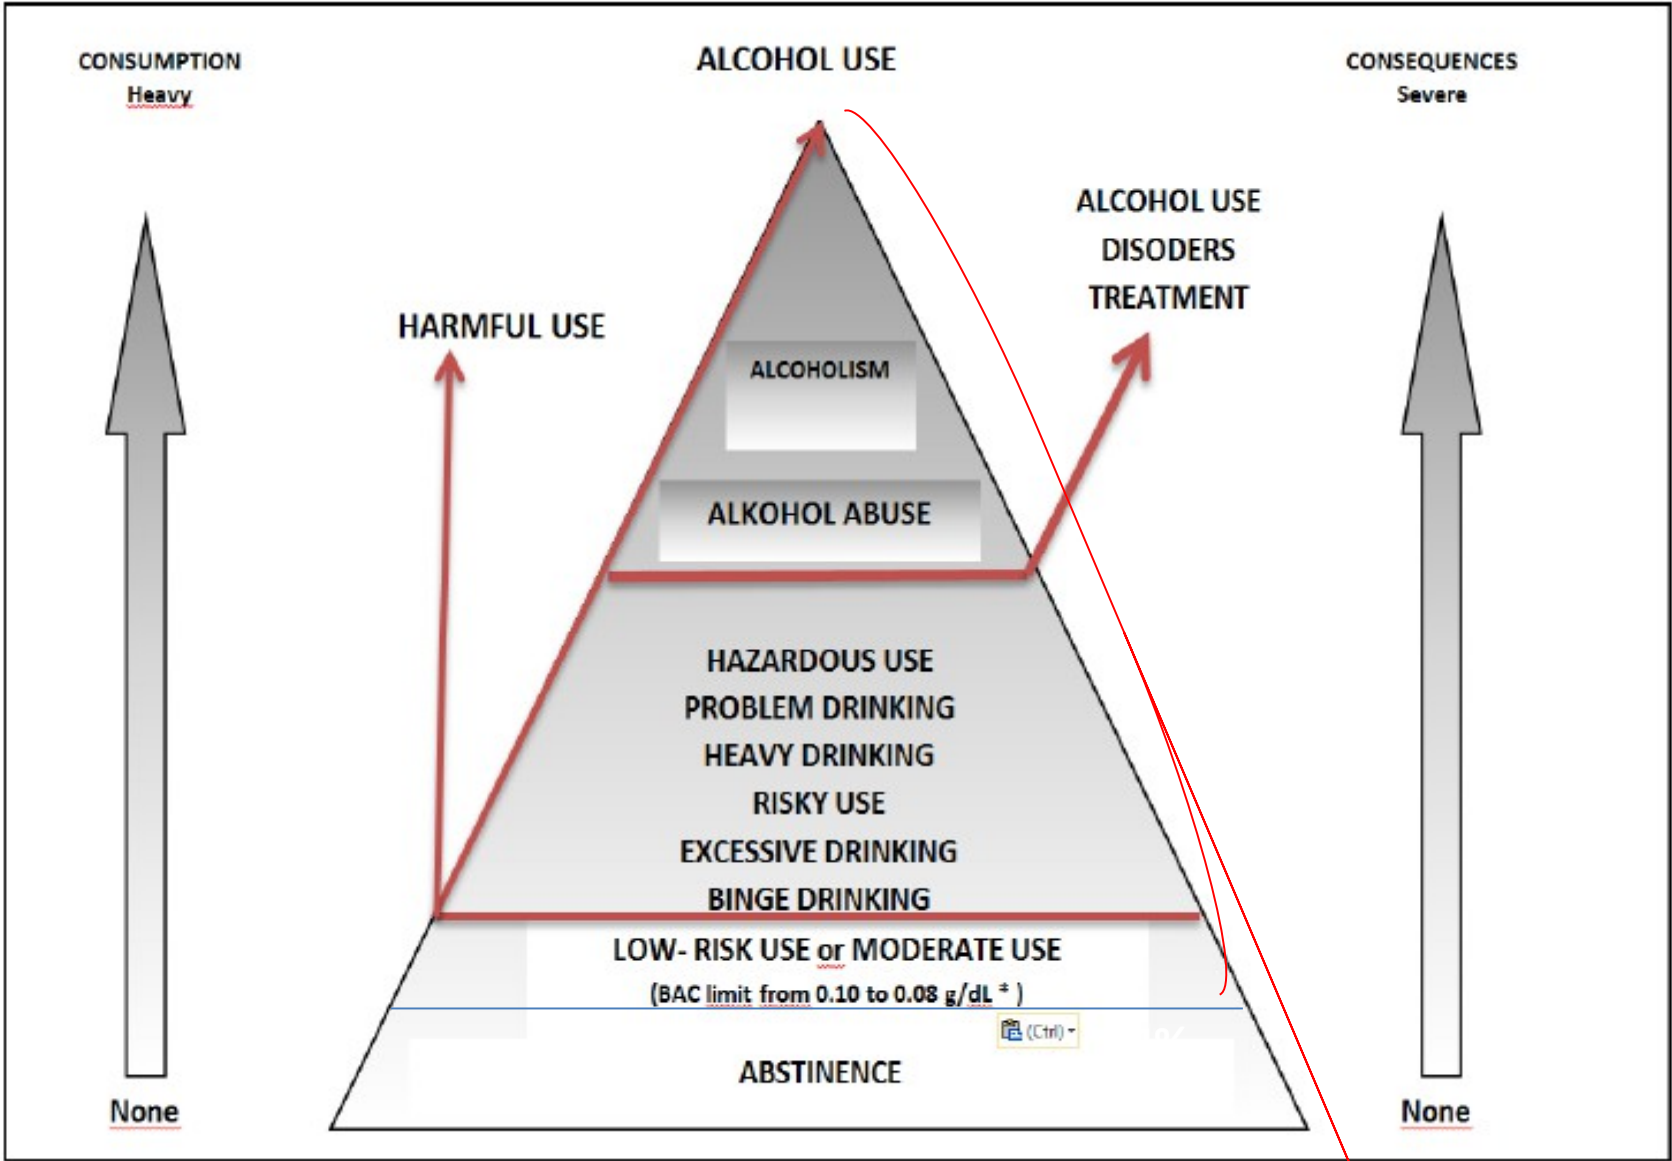 CONSUMPTION
Heavy
ALCOHOL USE
CONSEQUENCES
Severe
ALCOHOL USE
DISODERS
TREATMENT
HARMFUL USE
ALCOHOLISM
ALKOHOL ABUSE
HAZARDOUS USE
PROBLEM DRINKING
HEAVY DRINKING
RISKY USE
EXCESSIVE DRINKING
BINGE DRINKING
LOW- RISK USE or MODERATE USE
(BAC limit from 0.10 to 0.08 g/dL * )
(Ctrl)
%
ABSTINENCE
None
None